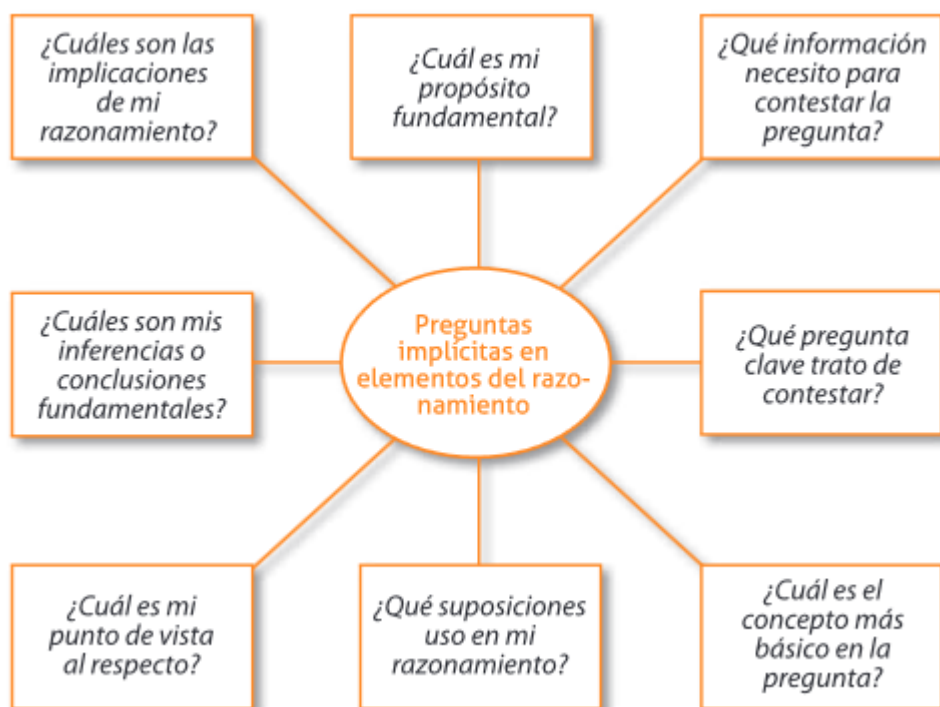 ¿Cuáles son las
implicaciones
de mi
razonamiento?
¿Cuál es mi
propósito
fundamental?
¿Qué información
necesito para
contestar la
pregunta?
¿Cuáles son mis
inferencias o
conclusiones
fundamentales?
Preguntas
implícitas en
elementos del razo-
namiento
¿Qué pregunta
clave trato de
contestar?
¿Cuál es mi
punto de vista
al respecto?
¿Qué suposiciones
uso en mi
razonamiento?
¿Cuál es el
concepto más
básico en la
pregunta?